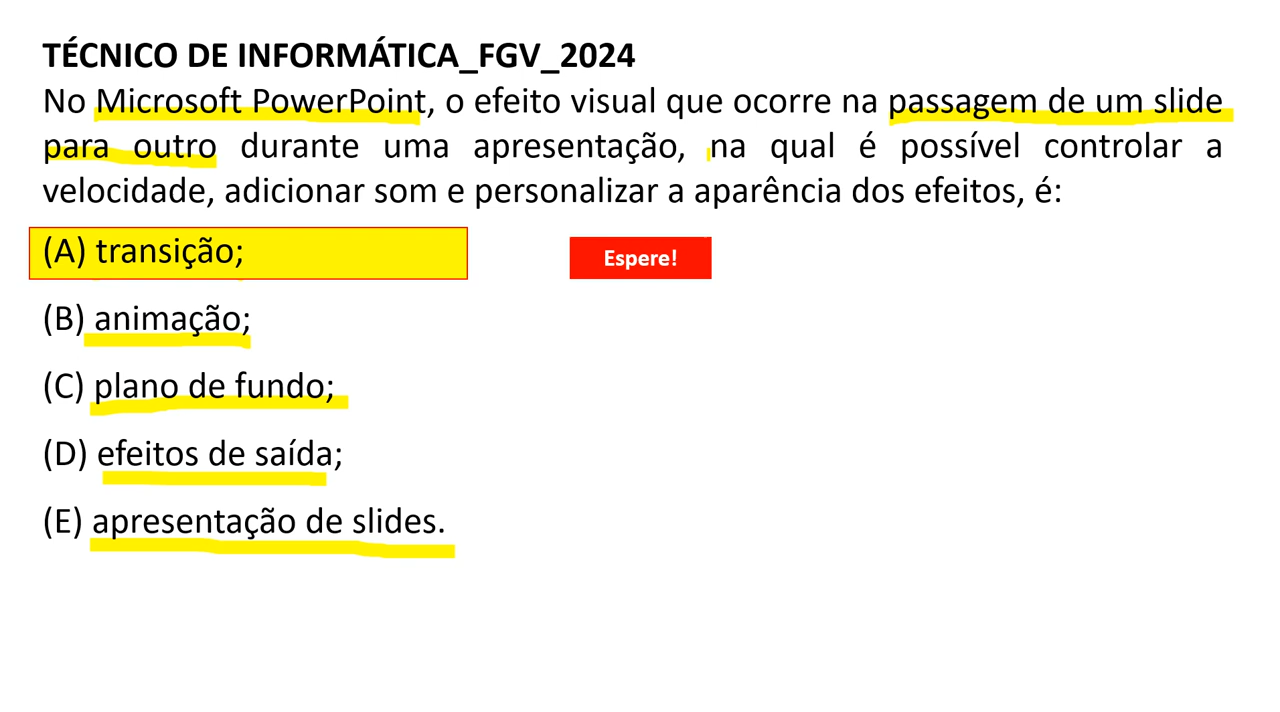 TÉCNICO DE INFORMÁTICA_FGV_2024
No Microsoft PowerPoint, o efeito visual que ocorre na passagem de um slide
para outro durante uma apresentação, na qual é possível controlar a
velocidade, adicionar som e personalizar a aparência dos efeitos, é:
(A) transição;
Espere!
(B) animação;
(C) plano de fundo;
(D) efeitos de saída;
(E) apresentação de slides.